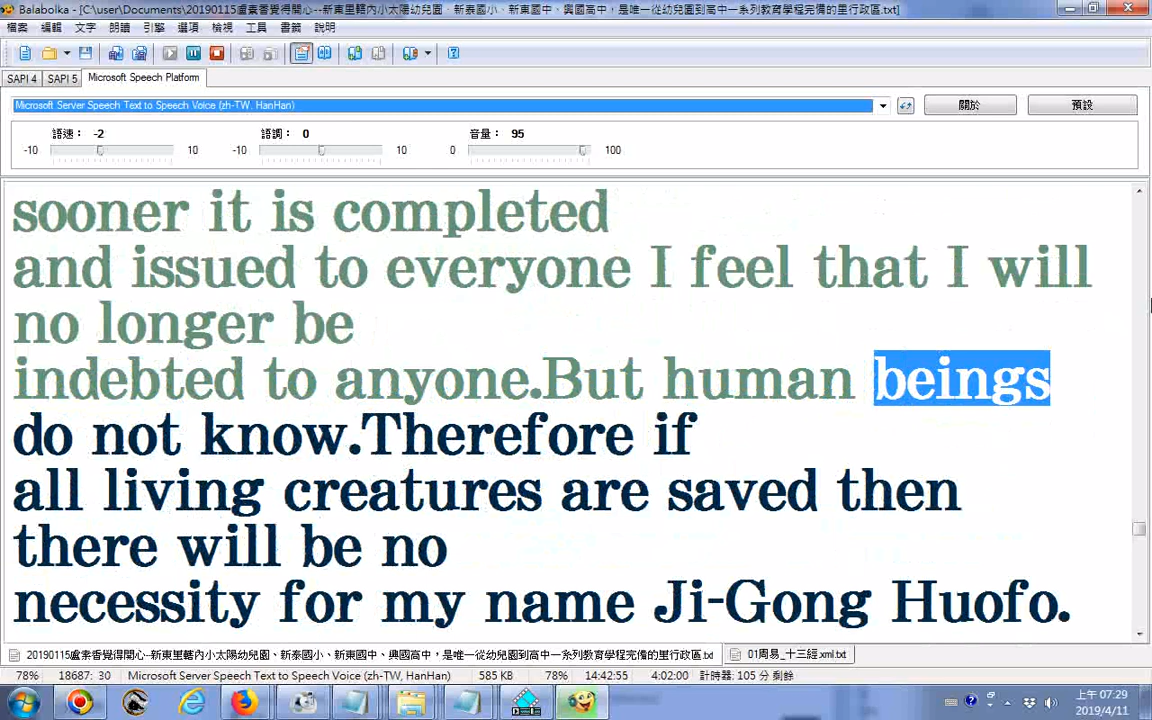 Balabolka - [C:\user\Documents\20190115盧素香覺得開心--新東里轄內小太陽幼兒園、新泰國小、新東國中、興國高中，是唯一從幼兒園到高中一系列教育學程完備的里行政區.txt]
檔案 編輯 文字 朗讀 引擎 選項 檢視 工具 書籤 說明
SAPI 4 SAPI 5 Microsoft Speech Platform
Microsoft Server Speech Text to Speech Voice (zh-TW, HanHan)
關於 預設
語速： -2 語調： 0 音量： 95
-10 10 -10 10 0 100
sooner it is completed
and issued to everyone I feel that I will
no longer be
indebted to anyone.But human beings
do not know.Therefore if
all living creatures are saved then
there will be no
necessity for my name Ji-Gong Huofo.
20190115盧素香覺得開心--新東里轄內小太陽幼兒園、新泰國小、新東國中、興國高中，是唯一從幼兒園到高中一系列教育學程完備的里行政區.txt 01周易_十三經.xml.txt
78% 18687: 30 Microsoft Server Speech Text to Speech Voice (zh-TW, HanHan) 585 KB 78% 14:42:55 4:02:00 計時器: 105 分 剩餘
上午 07:29
2019/4/11